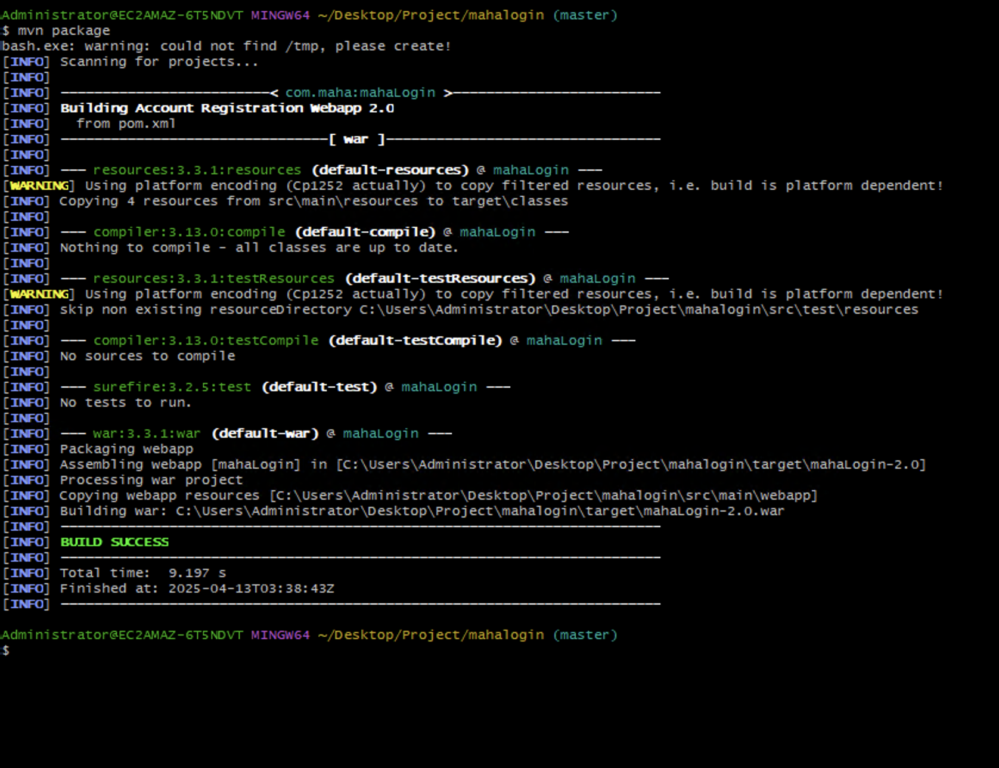 Administrator@EC2AMAZ-6T5NDVT MINGW64 ~/Desktop/Project/mahalogin (master)
$ mvn package
bash.exe: warning: could not find /tmp, please create!
[INFO] Scanning for projects...
[INFO]
[INFO] -------------------------< com.maha:mahaLogin >-------------------------
[INFO] Building Account Registration Webapp 2.0
[INFO]   from pom.xml
[INFO] --------------------------------[ war ]---------------------------------
[INFO]
[INFO] --- resources:3.3.1:resources (default-resources) @ mahaLogin ---
[WARNING] Using platform encoding (Cp1252 actually) to copy filtered resources, i.e. build is platform dependent!
[INFO] Copying 4 resources from src\main\resources to target\classes
[INFO]
[INFO] --- compiler:3.13.0:compile (default-compile) @ mahaLogin ---
[INFO] Nothing to compile - all classes are up to date.
[INFO]
[INFO] --- resources:3.3.1:testResources (default-testResources) @ mahaLogin ---
[WARNING] Using platform encoding (Cp1252 actually) to copy filtered resources, i.e. build is platform dependent!
[INFO] skip non existing resourceDirectory C:\Users\Administrator\Desktop\Project\mahalogin\src\test\resources
[INFO]
[INFO] --- compiler:3.13.0:testCompile (default-testCompile) @ mahaLogin ---
[INFO] No sources to compile
[INFO]
[INFO] --- surefire:3.2.5:test (default-test) @ mahaLogin ---
[INFO] No tests to run.
[INFO]
[INFO] --- war:3.3.1:war (default-war) @ mahaLogin ---
[INFO] Packaging webapp
[INFO] Assembling webapp [mahaLogin] in [C:\Users\Administrator\Desktop\Project\mahalogin\target\mahaLogin-2.0]
[INFO] Processing war project
[INFO] Copying webapp resources [C:\Users\Administrator\Desktop\Project\mahalogin\src\main\webapp]
[INFO] Building war: C:\Users\Administrator\Desktop\Project\mahalogin\target\mahaLogin-2.0.war
[INFO] ------------------------------------------------------------------------
[INFO] BUILD SUCCESS
[INFO] ------------------------------------------------------------------------
[INFO] Total time:  9.197 s
[INFO] Finished at: 2025-04-13T03:38:43Z
[INFO] ------------------------------------------------------------------------
Administrator@EC2AMAZ-6T5NDVT MINGW64 ~/Desktop/Project/mahalogin (master)
$